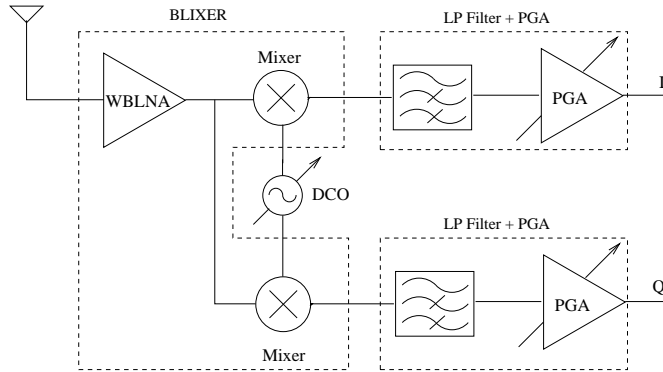 BLIXER
LP Filter + PGA
Mixer
WBLNA
PGA
I
DCO
LP Filter + PGA
PGA
Q
Mixer